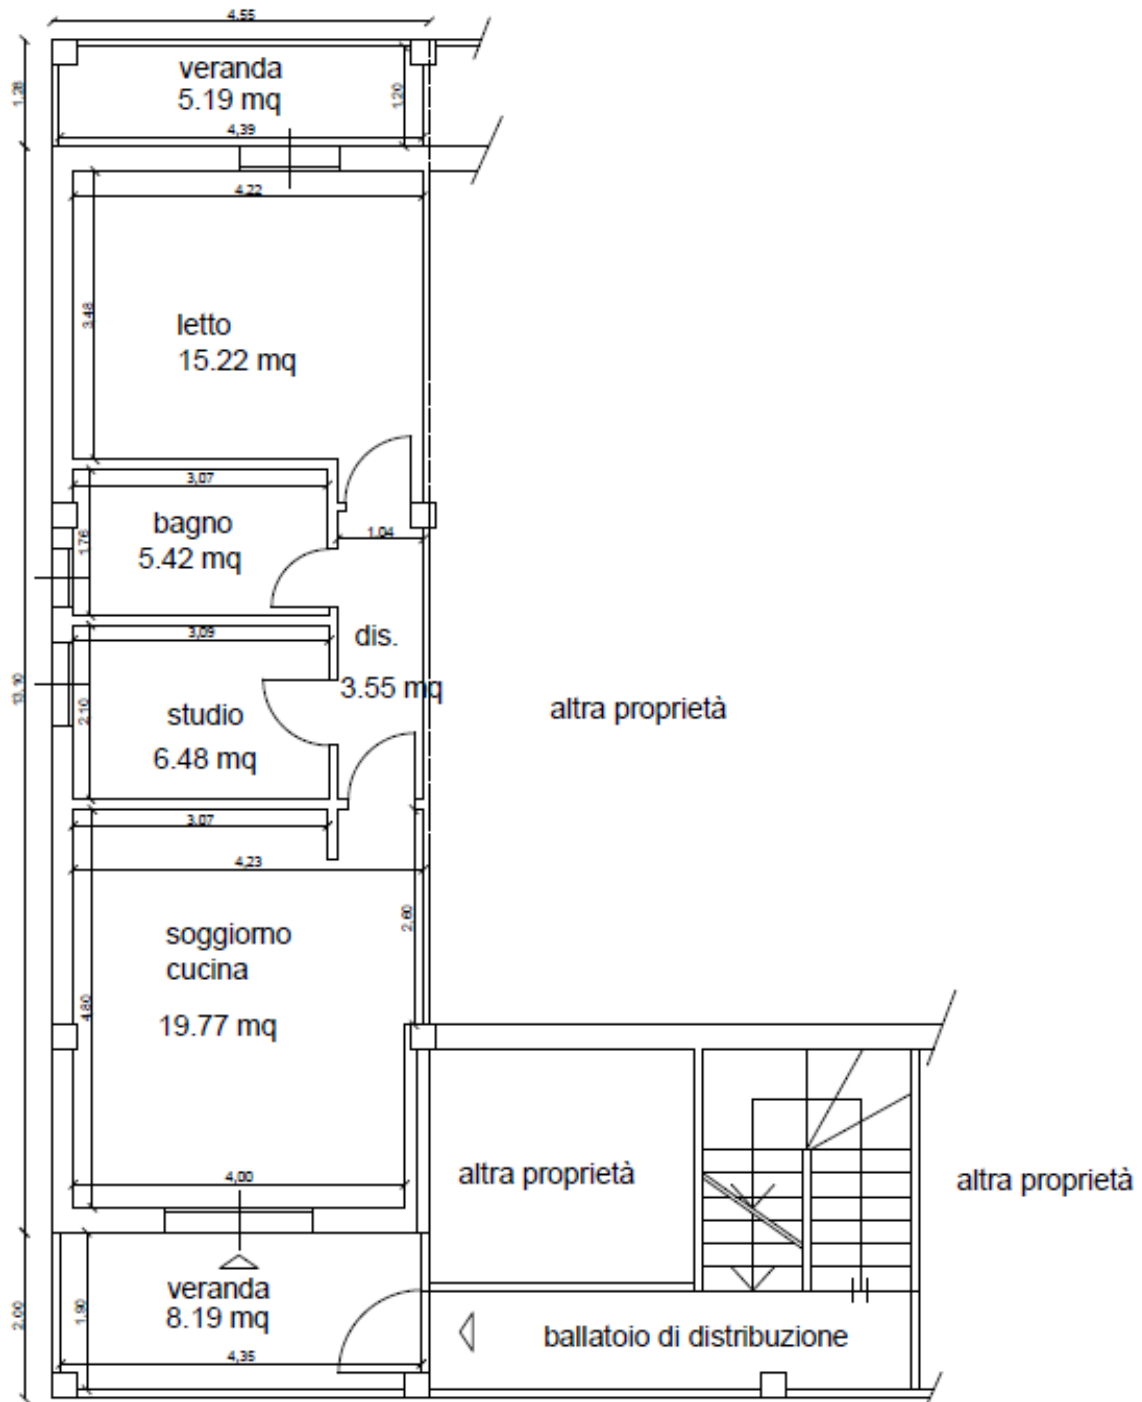 4.55
veranda
5.19 mq
1.28
1.20
4,39
4.22
3.48
letto
15.22 mq
3,07
bagno
5.42 mq
1.76
1.04
3,09
dis.
3.55 mq
13,10
2.10
studio
6.48 mq
altra proprietà
3.07
4,23
2,60
soggiorno
cucina
19.77 mq
4.80
4,00
altra proprietà
altra proprietà
veranda
8.19 mq
2.00
1,90
4,35
ballatoio di distribuzione